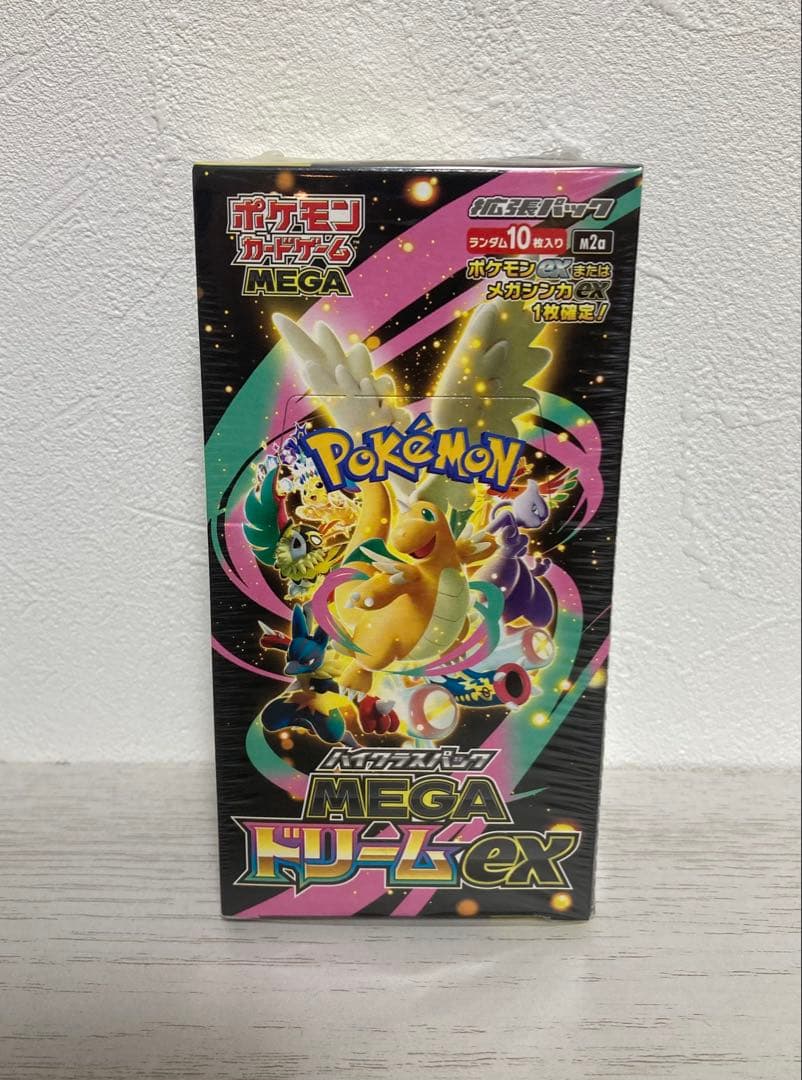 ポケモン
カードゲーム
MEGA
拡張パック
ランダム10枚入り M2a
ポケモンexまたは
メガシンカex
1枚確定!
POKéMON
ハイクラスパック
MEGA
ドリームex